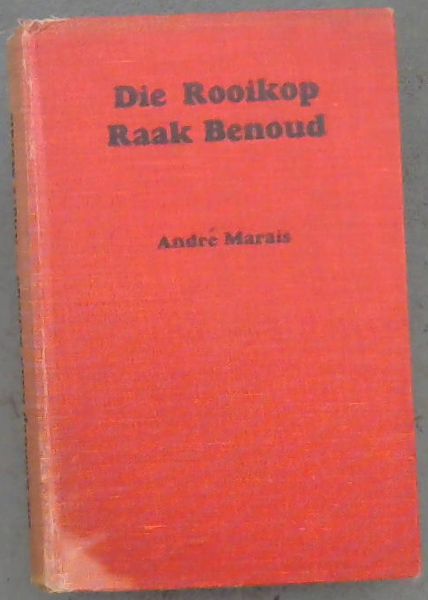 Die Rooikop
Raak Benoud
André Marais